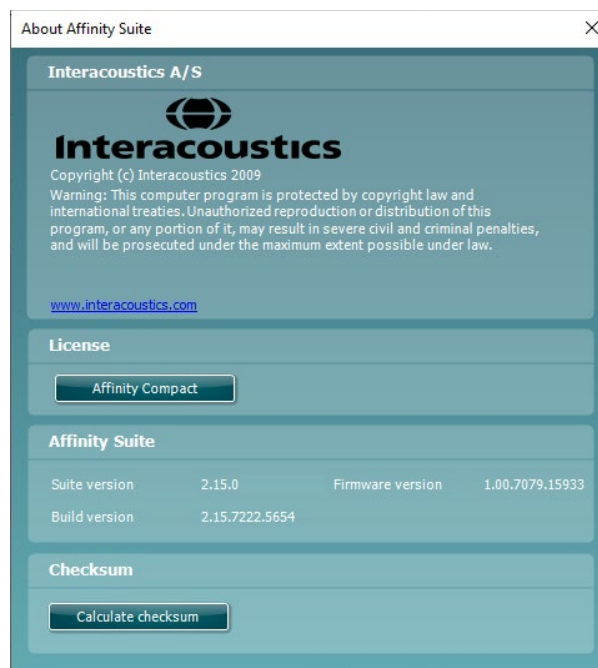 About Affinity Suite
Interacoustics A/S
Interacoustics
Copyright (c) Interacoustics 2009
Warning: This computer program is protected by copyright law and
international treaties. Unauthorized reproduction or distribution of this
program, or any portion of it, may result in severe civil and criminal penalties,
and will be prosecuted under the maximum extent possible under law.
www.interacoustics.com
License
Affinity Compact
Affinity Suite
Suite version 2.15.0 Firmware version 1.00.7079.15933
Build version 2.15.7222.5654
Checksum
Calculate checksum